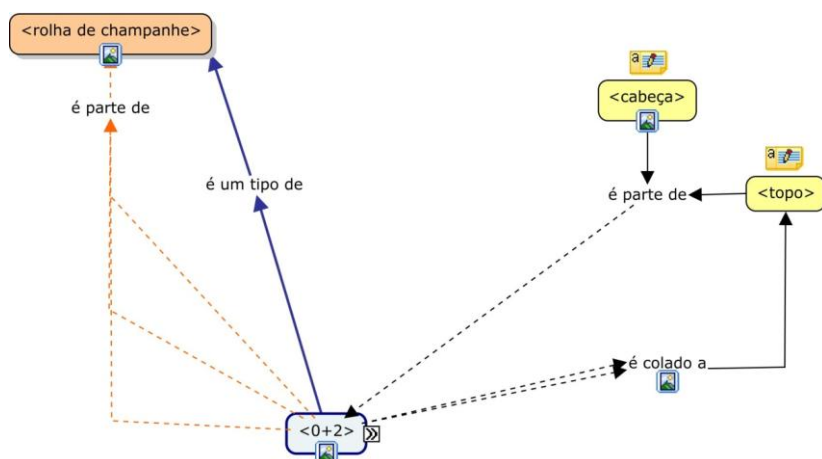 <rolha de champanhe>
é parte de
é um tipo de
<cabeça>
é parte de
<topo>
é colado a
<0+2>